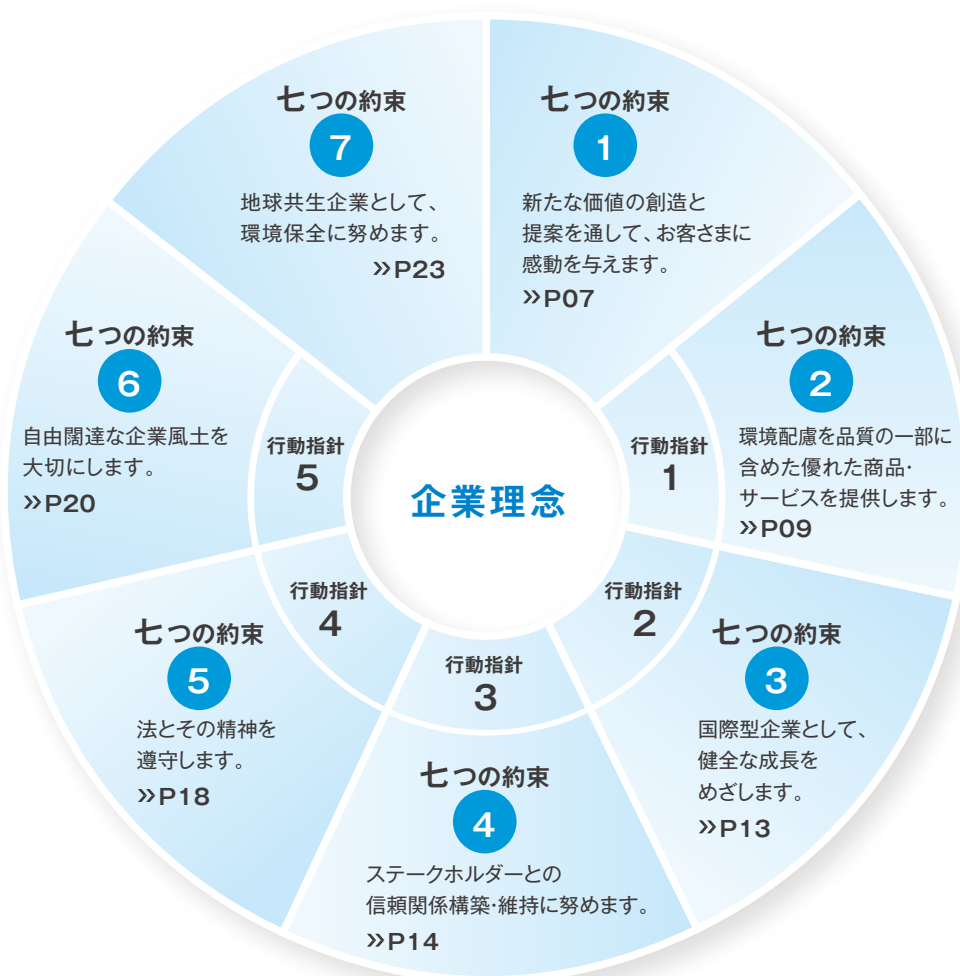 七つの約束
1
新たな価値の創造と
提案を通して、お客さまに
感動を与えます。
»P07
七つの約束
2
環境配慮を品質の一部に
含めた優れた商品・
サービスを提供します。
»P09
七つの約束
3
国際型企業として、
健全な成長を
めざします。
»P13
七つの約束
4
ステークホルダーとの
信頼関係構築・維持に努めます。
»P14
七つの約束
5
法とその精神を
遵守します。
»P18
七つの約束
6
自由闊達な企業風土を
大切にします。
»P20
七つの約束
7
地球共生企業として、
環境保全に努めます。
»P23
行動指針
1
行動指針
2
行動指針
3
行動指針
4
行動指針
5
企業理念